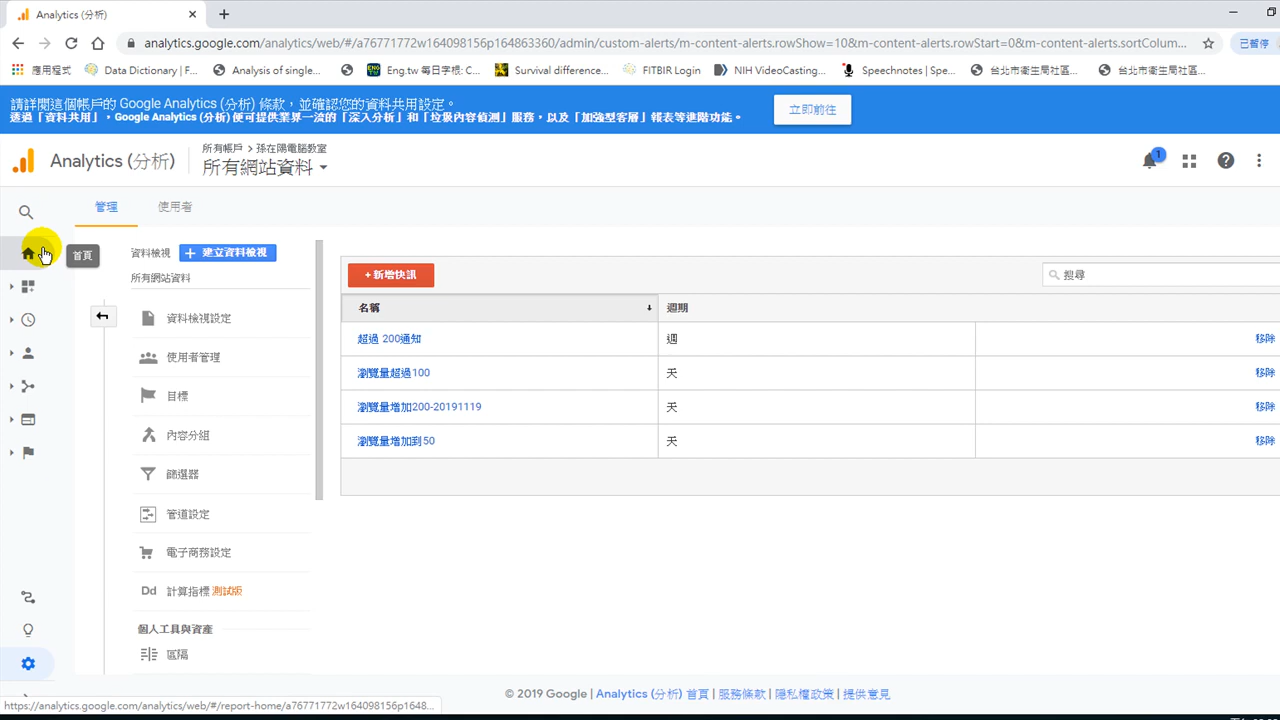 Analytics (分析)
analytics.google.com/analytics/web/#/a76771772w164098156p164863360/admin/custom-alerts/m-content-alerts.rowShow=10&m-content-alerts.rowStart=0&m-content-alerts.sortColum...
已暫停
應用程式
Data Dictionary | F...
Analysis of single...
Eng.tw 每日字根: C...
Survival difference...
FITBIR Login
NIH VideoCasting...
Speechnotes | Spe...
台北市衛生局社區...
台北市衛生局社區...
請詳閱這個帳戶的 Google Analytics (分析) 條款，並確認您的資料共用設定。
透過「資料共用」，Google Analytics (分析) 便可提供業界一流的「深入分析」和「垃圾內容偵測」服務，以及「加強型客層」報表等進階功能。
立即前往
Analytics (分析)
所有帳戶 > 孫在陽電腦教室
所有網站資料
1
管理
使用者
首頁
資料檢視
+ 建立資料檢視
所有網站資料
資料檢視設定
使用者管理
目標
內容分組
篩選器
管道設定
電子商務設定
Dd 計算指標 測試版
個人工具與資產
區隔
+ 新增快訊
搜尋
名稱
週期
超過 200通知
週
移除
瀏覽量超過100
天
移除
瀏覽量增加200-20191119
天
移除
瀏覽量增加到50
天
移除
© 2019 Google | Analytics (分析) 首頁 | 服務條款 | 隱私權政策 | 提供意見
https://analytics.google.com/analytics/web/#/report-home/a76771772w164098156p1648...